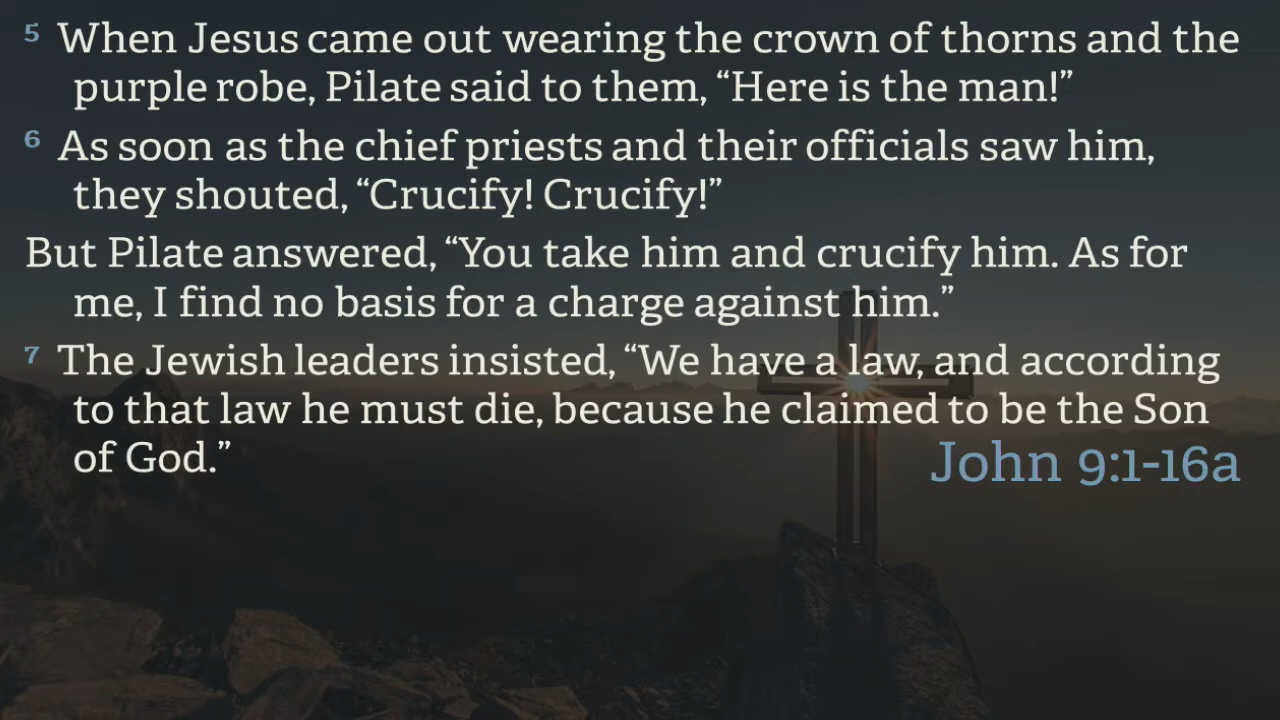 5 When Jesus came out wearing the crown of thorns and the
purple robe, Pilate said to them, “Here is the man!”
6 As soon as the chief priests and their officials saw him,
they shouted, “Crucify! Crucify!”
But Pilate answered, “You take him and crucify him. As for
me, I find no basis for a charge against him.”
7 The Jewish leaders insisted, “We have a law, and according
to that law he must die, because he claimed to be the Son
of God.”
John 9:1-16a